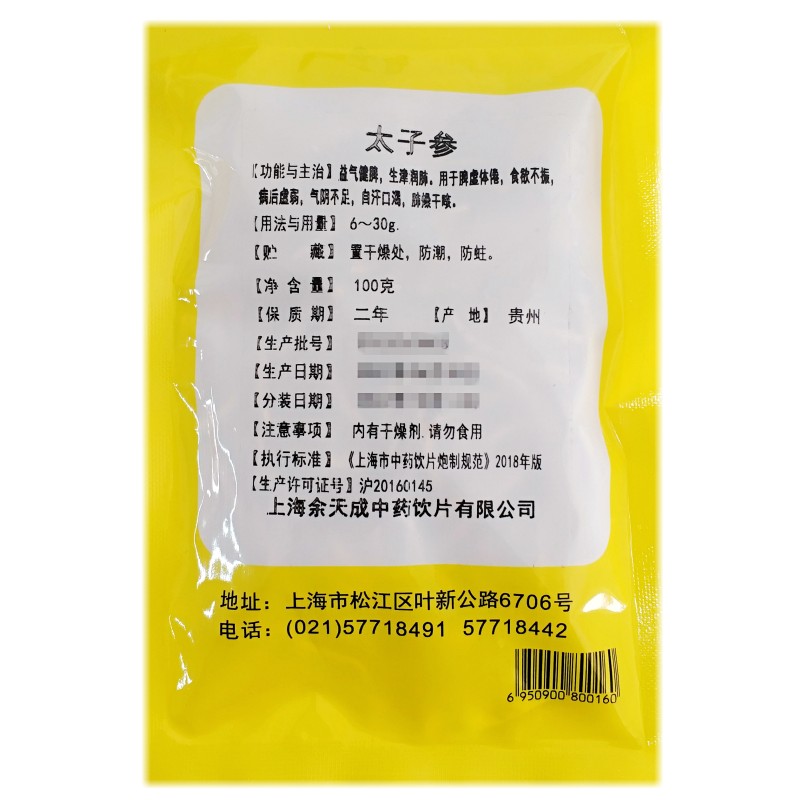 太子参
【功能与主治】益气健脾，生津润肺。用于脾虚体倦，食欲不振，
病后虚弱，气阴不足，自汗口渴，肺燥干咳。
【用法与用量】6～30g.
【贮 藏】置干燥处，防潮，防蛀。
【净 含 量】100克
【保 质 期】二年 【产 地】贵州
【生产批号】
【生产日期】
【分装日期】
【注意事项】内有干燥剂.请勿食用
【执行标准】《上海市中药饮片炮制规范》2018年版
【生产许可证号】沪20160145
上海余天成中药饮片有限公司
地址：上海市松江区叶新公路6706号
电话：(021)57718491 57718442
6 950900 800160